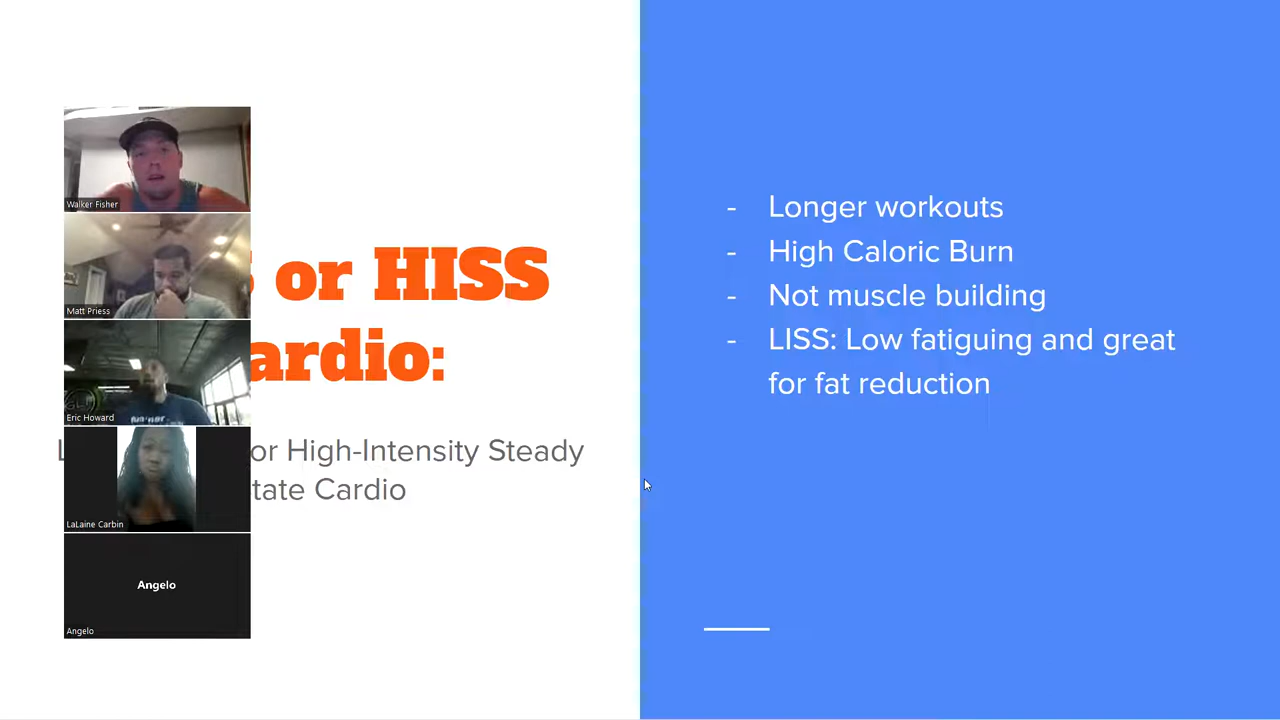 Walker Fisher
Matt Priess
Eric Howard
LaLaine Carbin
Angelo
Angelo
or HISS
ardio:
or High-Intensity Steady
tate Cardio
- Longer workouts
- High Caloric Burn
- Not muscle building
- LISS: Low fatiguing and great
for fat reduction